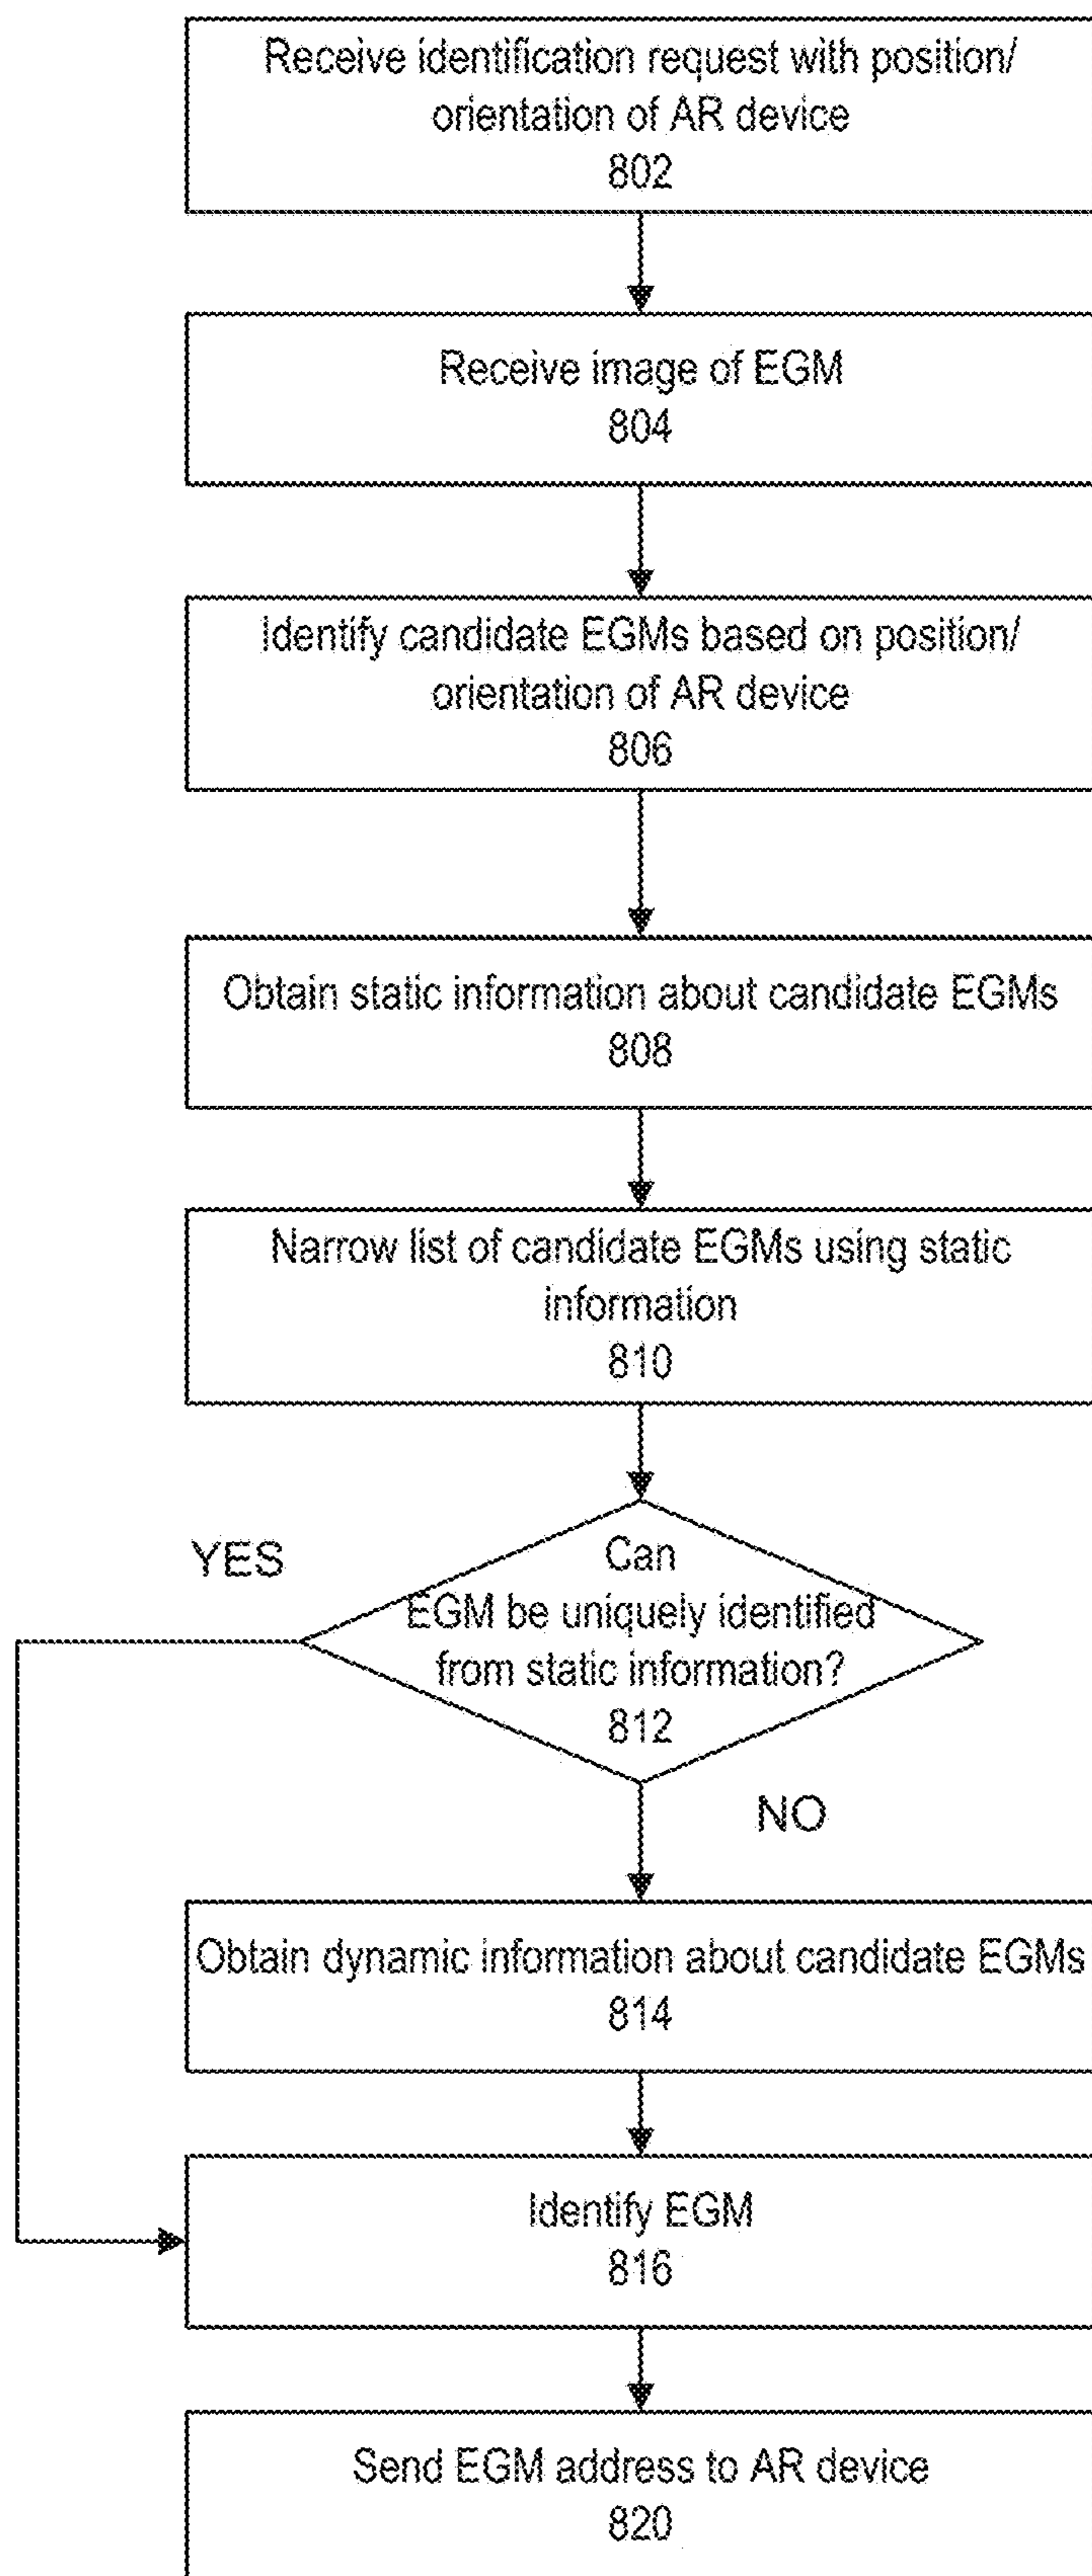 Receive identification request with position/
orientation of AR device
802
Receive image of EGM
804
Identify candidate EGMs based on position/
orientation of AR device
806
Obtain static information about candidate EGMs
808
Narrow list of candidate EGMs using static
information
810
YES
Can
EGM be uniquely identified
from static information?
812
NO
Obtain dynamic information about candidate EGMs
814
Identify EGM
816
Send EGM address to AR device
820